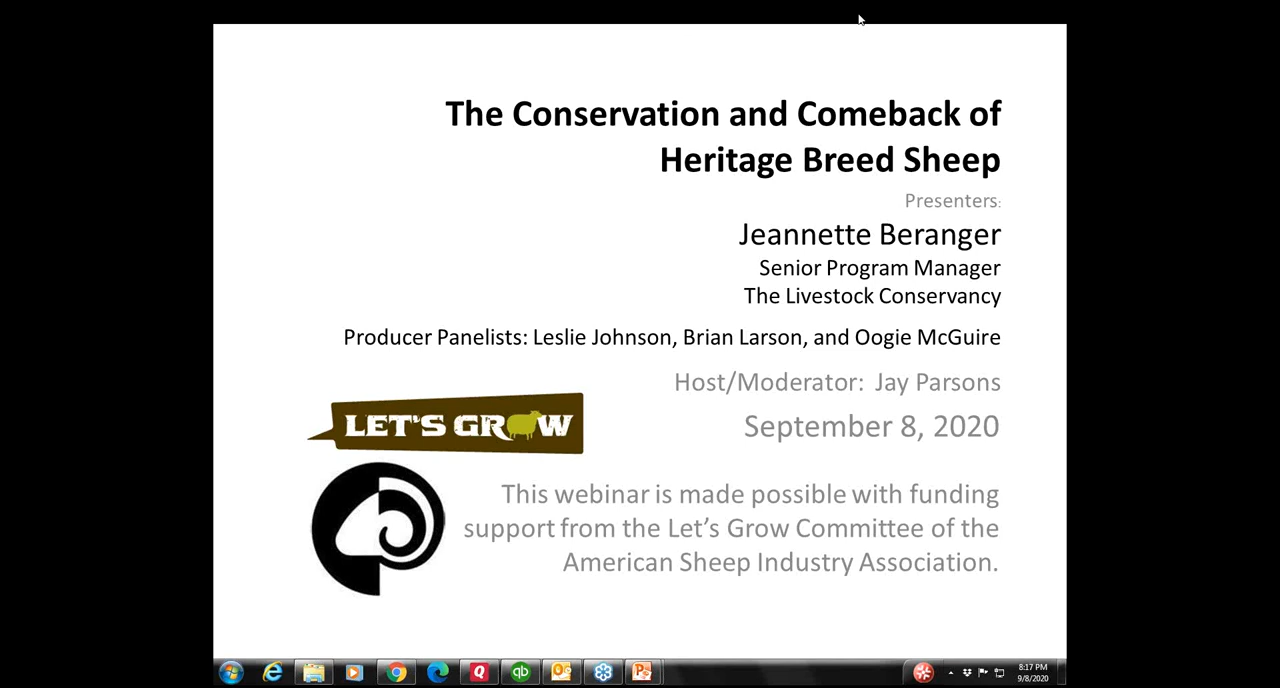 The Conservation and Comeback of
Heritage Breed Sheep
Presenters:
Jeannette Beranger
Senior Program Manager
The Livestock Conservancy
Producer Panelists: Leslie Johnson, Brian Larson, and Oogie McGuire
Host/Moderator: Jay Parsons
LET'S GROW
September 8, 2020
This webinar is made possible with funding
support from the Let's Grow Committee of the
American Sheep Industry Association.
8:17 PM
9/8/2020